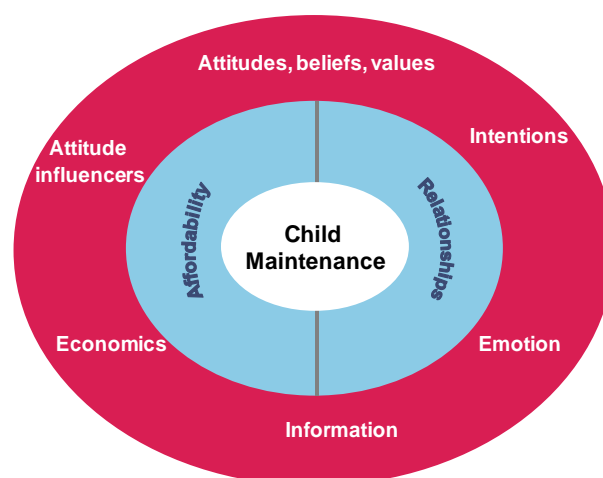 Attitudes, beliefs, values
Attitude
influencers
Intentions
Affordability
Relationships
Child
Maintenance
Economics
Emotion
Information